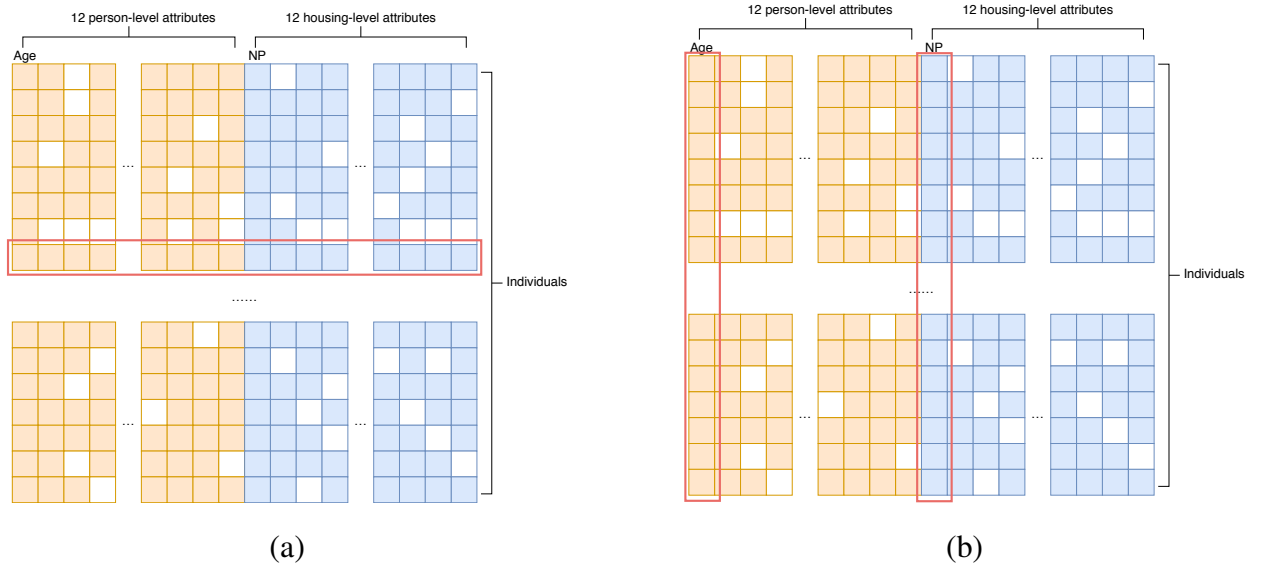 12 person-level attributes 12 housing-level attributes
Age NP
... ...
Individuals
......
... ...
(a)
12 person-level attributes 12 housing-level attributes
Age NP
... ...
Individuals
......
... ...
(b)